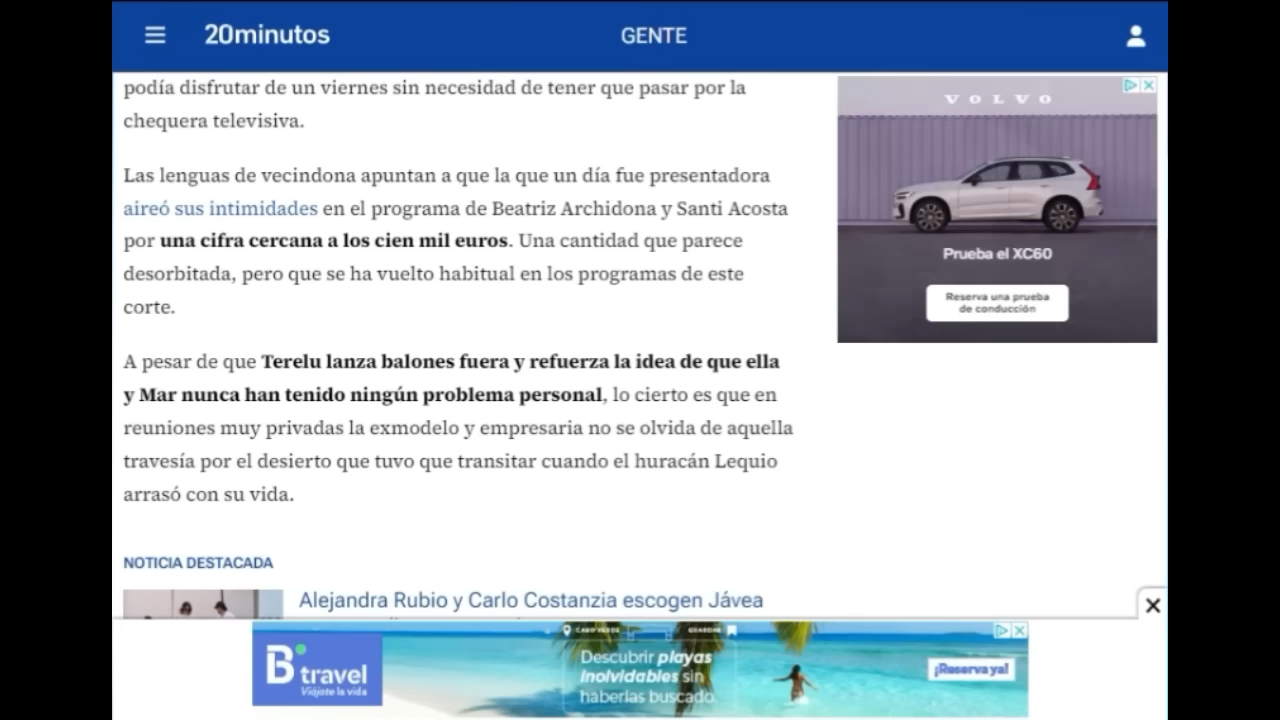 20minutos
GENTE
podía disfrutar de un viernes sin necesidad de tener que pasar por la
chequera televisiva.
Las lenguas de vecindona apuntan a que la que un día fue presentadora
aireó sus intimidades en el programa de Beatriz Archidona y Santi Acosta
por una cifra cercana a los cien mil euros. Una cantidad que parece
desorbitada, pero que se ha vuelto habitual en los programas de este
corte.
A pesar de que Terelu lanza balones fuera y refuerza la idea de que ella
y Mar nunca han tenido ningún problema personal, lo cierto es que en
reuniones muy privadas la exmodelo y empresaria no se olvida de aquella
travesía por el desierto que tuvo que transitar cuando el huracán Lequio
arrasó con su vida.
NOTICIA DESTACADA
Alejandra Rubio y Carlo Costanzia escogen Jávea
VOLVO
Prueba el XC60
Reserva una prueba
de conducción
B travel
Viájate la vida
CABO VERDE
GUARDAR
Descubrir playas
inolvidables sin
haberlas buscado.
¡Reserva ya!